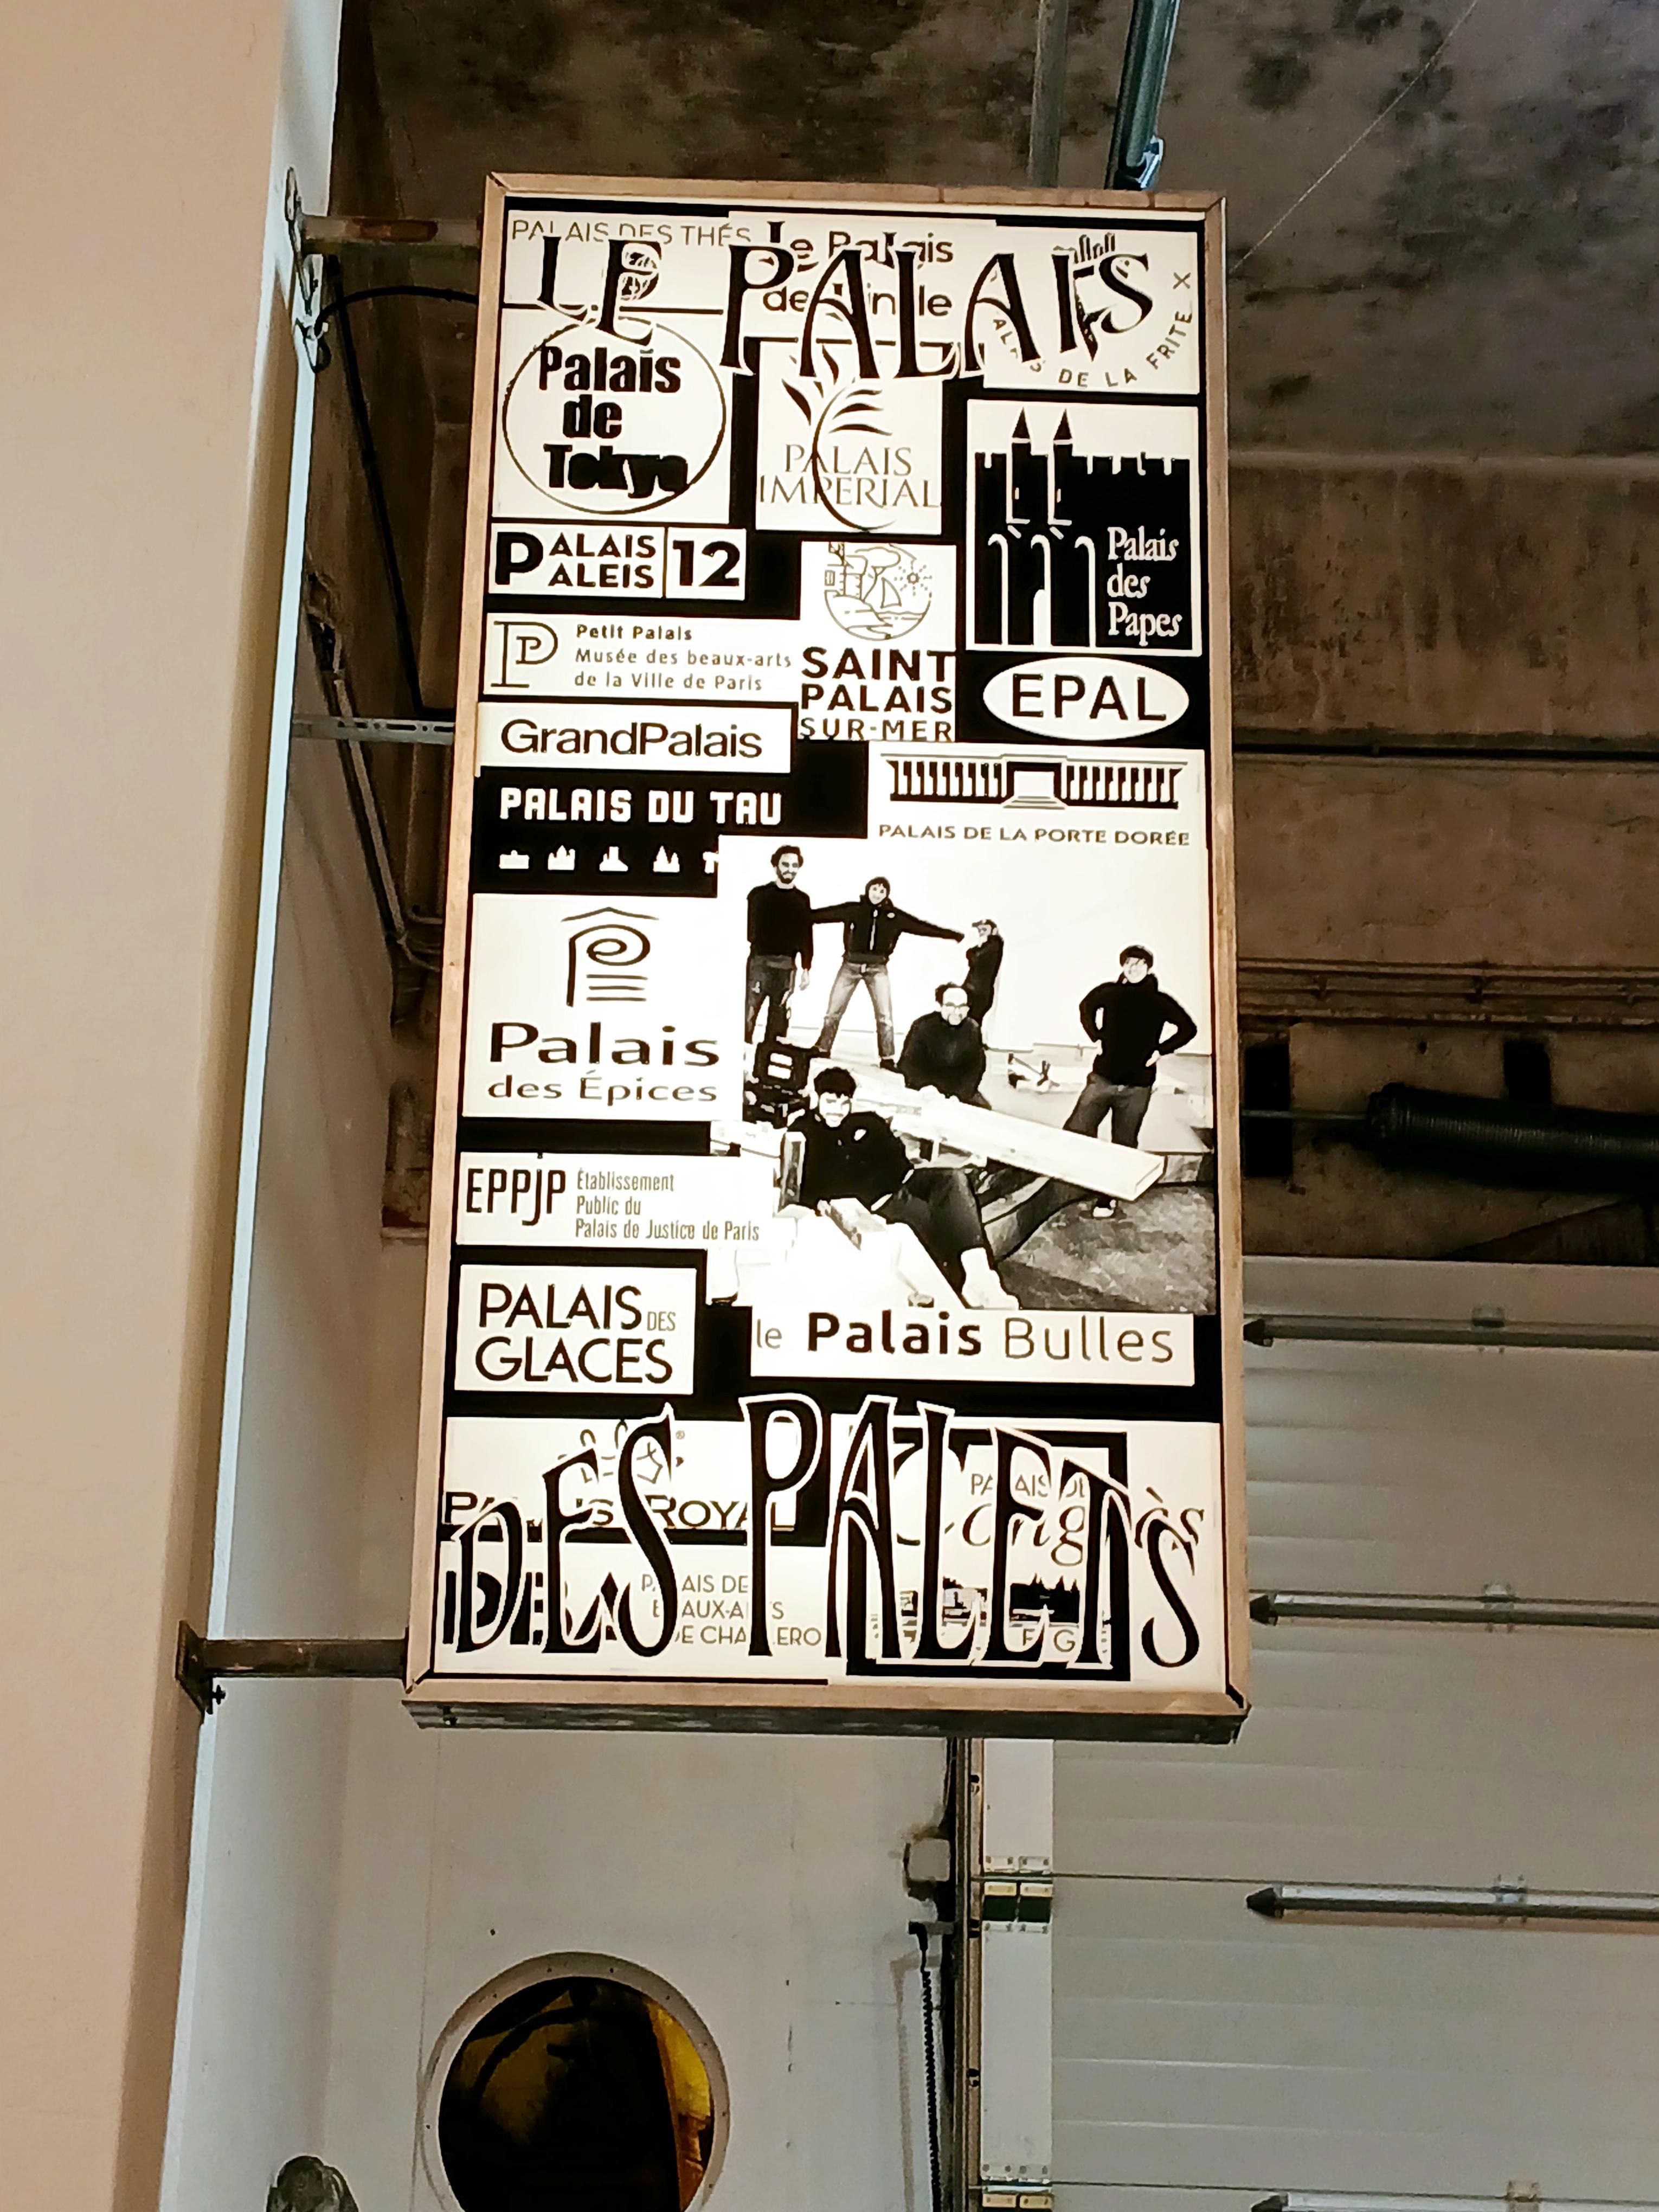 PALAIS DES THÉS
Le Palais
LE PALAIS
DE LA FRITE
Palais
de
Tokyo
PALAIS
IMPERIAL
Palais
des
Papes
PALAIS
PALEIS
12
Petit Palais
Musée des beaux-arts
de la Ville de Paris
SAINT
PALAIS
SUR-MER
EPAL
GrandPalais
PALAIS DU TAU
PALAIS DE LA PORTE DORÉE
Palais
des Épices
EPPJP
Établissement
Public du
Palais de Justice de Paris
PALAIS DES
GLACES
le Palais Bulles
DES PALETTS
ROYAL